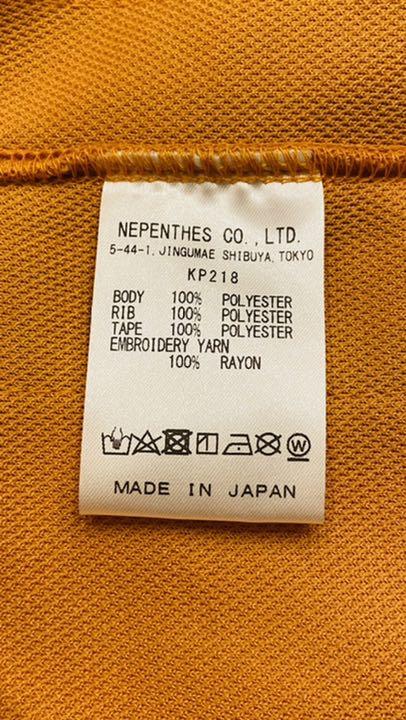 NEPENTHES CO., LTD.
5-44-1, JINGUMAE SHIBUYA, TOKYO
KP218
BODY 100% POLYESTER
RIB 100% POLYESTER
TAPE 100% POLYESTER
EMBROIDERY YARN
100% RAYON
W
MADE IN JAPAN